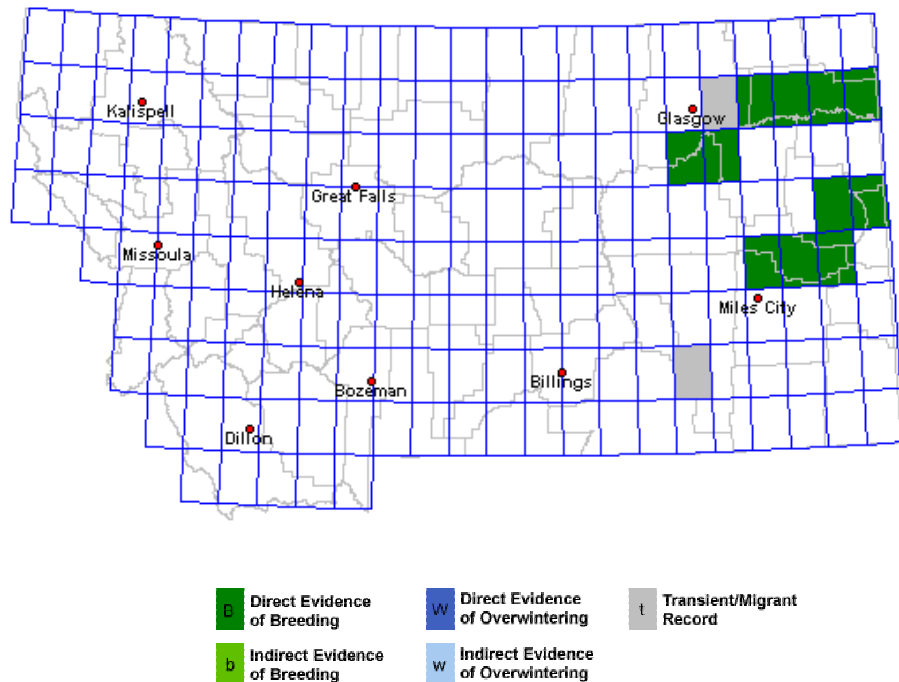 Kalispell
Glasgow
Great Falls
Missoula
Helena
Miles City
Billings
Bozeman
Dillon
B Direct Evidence
of Breeding
W Direct Evidence
of Overwintering
t Transient/Migrant
Record
b Indirect Evidence
of Breeding
w Indirect Evidence
of Overwintering